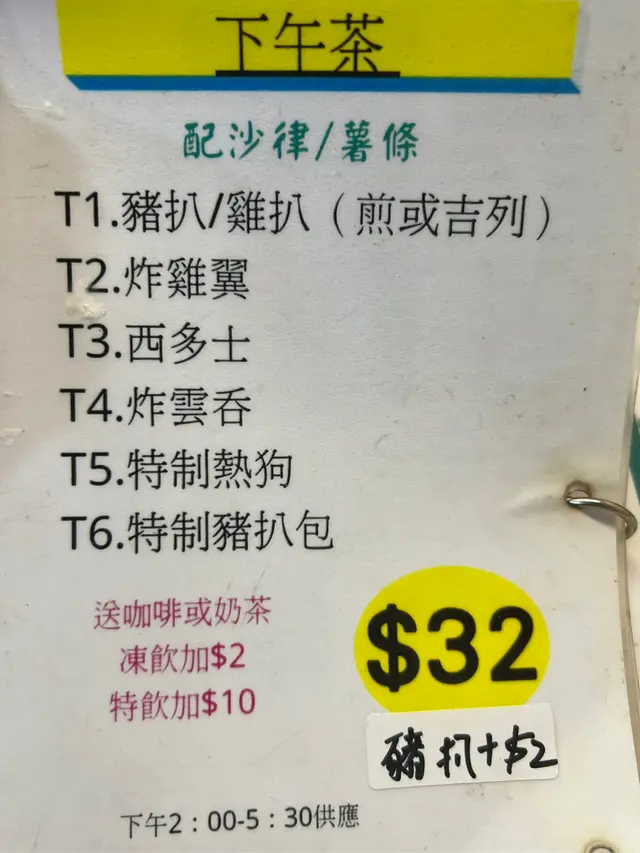 下午茶
配沙律/薯條
T1.豬扒/雞扒（煎或吉列）
T2.炸雞翼
T3.西多士
T4.炸雲吞
T5.特制熱狗
T6.特制豬扒包
送咖啡或奶茶
凍飲加$2
特飲加$10
$32
豬扒+$2
下午2：00-5：30供應